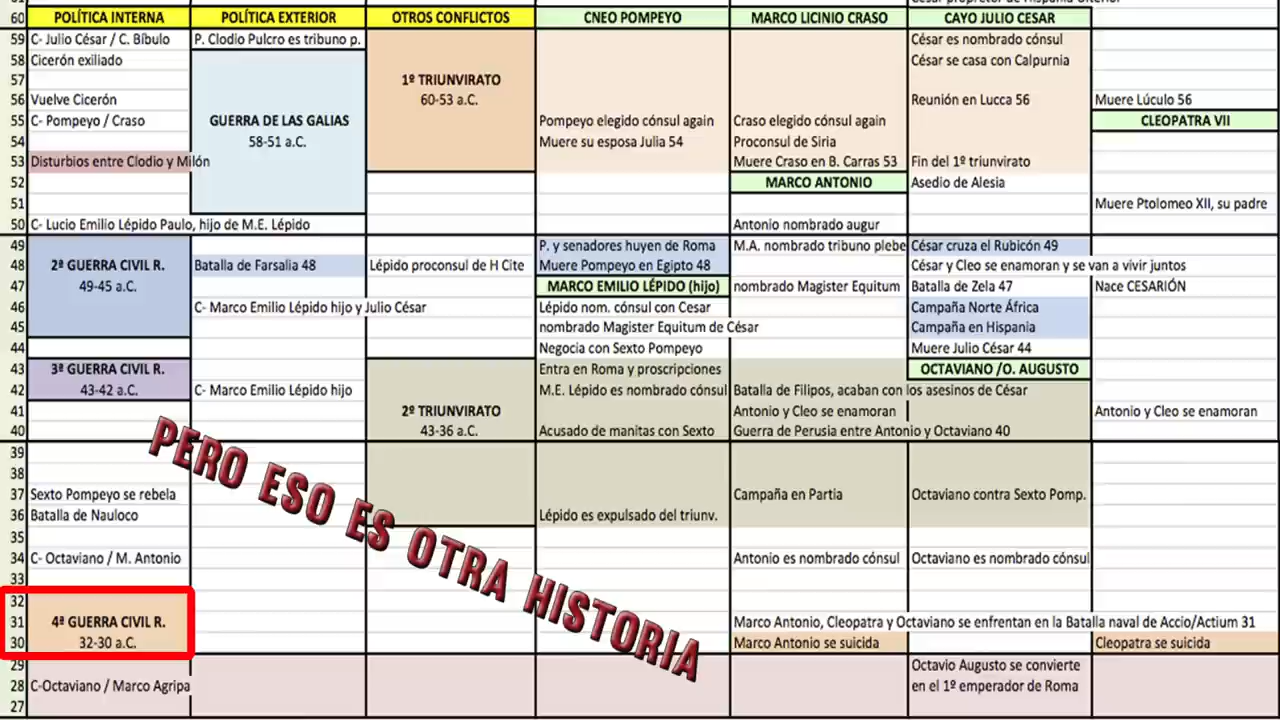 61 César propretor de Hispania Ulterior
60 POLÍTICA INTERNA POLÍTICA EXTERIOR OTROS CONFLICTOS CNEO POMPEYO MARCO LICINIO CRASO CAYO JULIO CESAR
59 C- Julio César / C. Bíbulo P. Clodio Pulcro es tribuno p. César es nombrado cónsul
58 Cicerón exiliado César se casa con Calpurnia
57 1º TRIUNVIRATO
56 Vuelve Cicerón 60-53 a.C. Reunión en Lucca 56 Muere Lúculo 56
55 C- Pompeyo / Craso GUERRA DE LAS GALIAS Pompeyo elegido cónsul again Craso elegido cónsul again CLEOPATRA VII
54 58-51 a.C. Muere su esposa Julia 54 Proconsul de Siria
53 Disturbios entre Clodio y Milón Muere Craso en B. Carras 53 Fin del 1º triunvirato
52 MARCO ANTONIO Asedio de Alesia
51 Muere Ptolomeo XII, su padre
50 C- Lucio Emilio Lépido Paulo, hijo de M.E. Lépido Antonio nombrado augur
49 P. y senadores huyen de Roma M.A. nombrado tribuno plebe César cruza el Rubicón 49
48 2ª GUERRA CIVIL R. Batalla de Farsalia 48 Lépido proconsul de H Cite Muere Pompeyo en Egipto 48 César y Cleo se enamoran y se van a vivir juntos
47 49-45 a.C. MARCO EMILIO LÉPIDO (hijo) nombrado Magister Equitum Batalla de Zela 47 Nace CESARIÓN
46 C- Marco Emilio Lépido hijo y Julio César Lépido nom. cónsul con Cesar Campaña Norte África
45 nombrado Magister Equitum de César Campaña en Hispania
44 Negocia con Sexto Pompeyo Muere Julio César 44
43 3ª GUERRA CIVIL R. Entra en Roma y proscripciones OCTAVIANO /O. AUGUSTO
42 43-42 a.C. C- Marco Emilio Lépido hijo M.E. Lépido es nombrado cónsul Batalla de Filipos, acaban con los asesinos de César
41 2º TRIUNVIRATO Antonio y Cleo se enamoran Antonio y Cleo se enamoran
40 43-36 a.C. Acusado de manitas con Sexto Guerra de Perusia entre Antonio y Octaviano 40
39
38
37 Sexto Pompeyo se rebela Campaña en Partia Octaviano contra Sexto Pomp.
36 Batalla de Nauloco Lépido es expulsado del triunv.
35
34 C- Octaviano / M. Antonio Antonio es nombrado cónsul Octaviano es nombrado cónsul
33
PERO ESO ES OTRA HISTORIA
32
31 4ª GUERRA CIVIL R. Marco Antonio, Cleopatra y Octaviano se enfrentan en la Batalla naval de Accio/Actium 31
30 32-30 a.C. Marco Antonio se suicida Cleopatra se suicida
29 Octavio Augusto se convierte
28 C-Octaviano / Marco Agripa en el 1º emperador de Roma
27